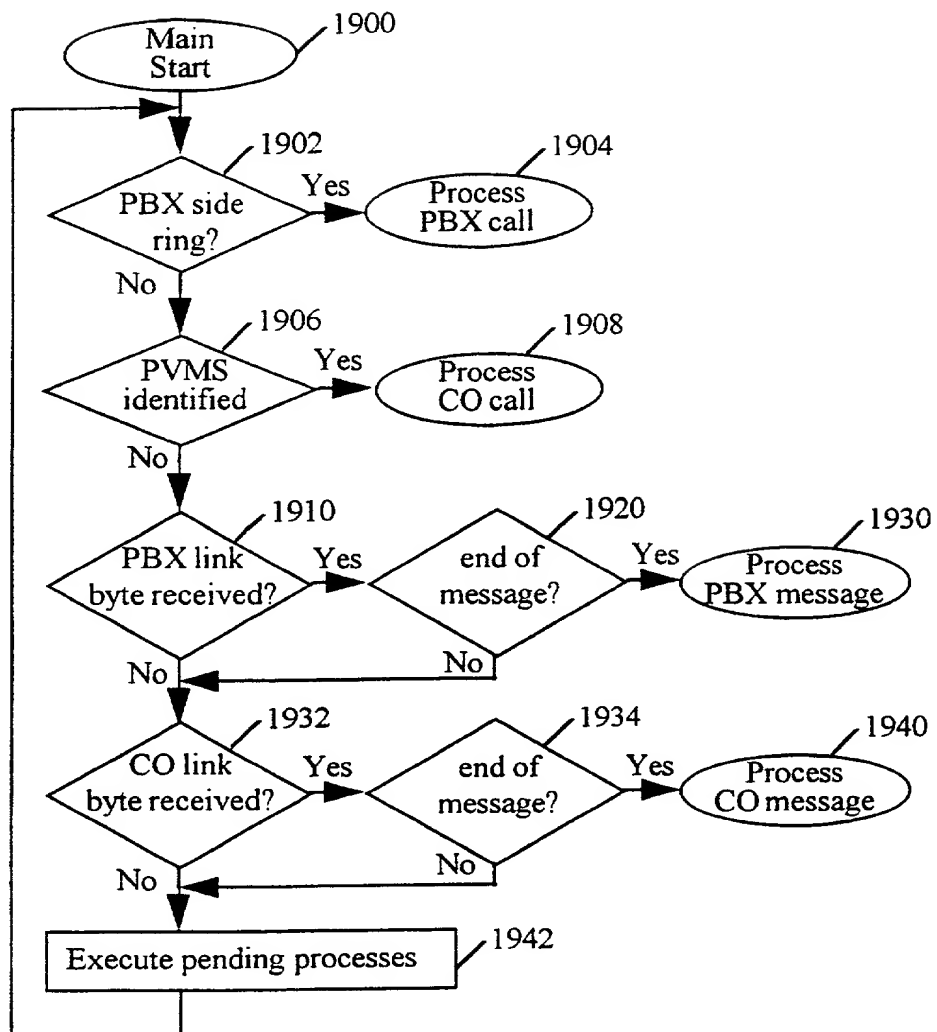 1900
Main
Start
1902
1904
PBX side
ring?
Yes
Process
PBX call
No
1906
1908
PVMS
identified
Yes
Process
CO call
No
1910
1920
1930
PBX link
byte received?
Yes
end of
message?
Yes
Process
PBX message
No
No
1932
1934
1940
CO link
byte received?
Yes
end of
message?
Yes
Process
CO message
No
No
1942
Execute pending processes